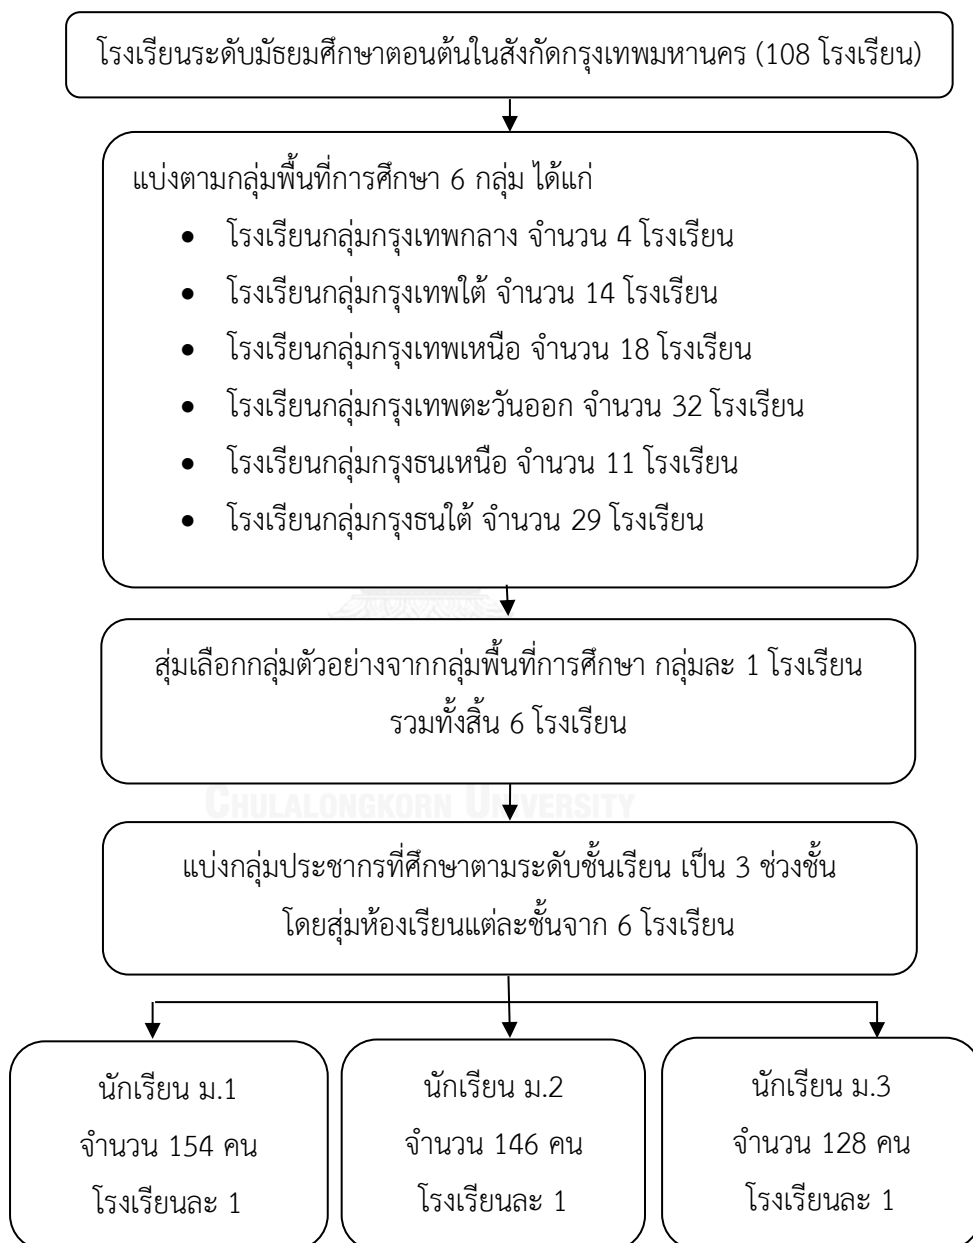 โรงเรียนระดับมัธยมศึกษาตอนต้นในสังกัดกรุงเทพมหานคร (108 โรงเรียน)
แบ่งตามกลุ่มพื้นที่การศึกษา 6 กลุ่ม ได้แก่
• โรงเรียนกลุ่มกรุงเทพกลาง จำนวน 4 โรงเรียน
• โรงเรียนกลุ่มกรุงเทพใต้ จำนวน 14 โรงเรียน
• โรงเรียนกลุ่มกรุงเทพเหนือ จำนวน 18 โรงเรียน
• โรงเรียนกลุ่มกรุงเทพตะวันออก จำนวน 32 โรงเรียน
• โรงเรียนกลุ่มกรุงธนเหนือ จำนวน 11 โรงเรียน
• โรงเรียนกลุ่มกรุงธนใต้ จำนวน 29 โรงเรียน
สุ่มเลือกกลุ่มตัวอย่างจากกลุ่มพื้นที่การศึกษา กลุ่มละ 1 โรงเรียน
รวมทั้งสิ้น 6 โรงเรียน
CHULALONGKORN UNIVERSITY
แบ่งกลุ่มประชากรที่ศึกษาตามระดับชั้นเรียน เป็น 3 ช่วงชั้น
โดยสุ่มห้องเรียนแต่ละชั้นจาก 6 โรงเรียน
นักเรียน ม.1
จำนวน 154 คน
โรงเรียนละ 1
นักเรียน ม.2
จำนวน 146 คน
โรงเรียนละ 1
นักเรียน ม.3
จำนวน 128 คน
โรงเรียนละ 1